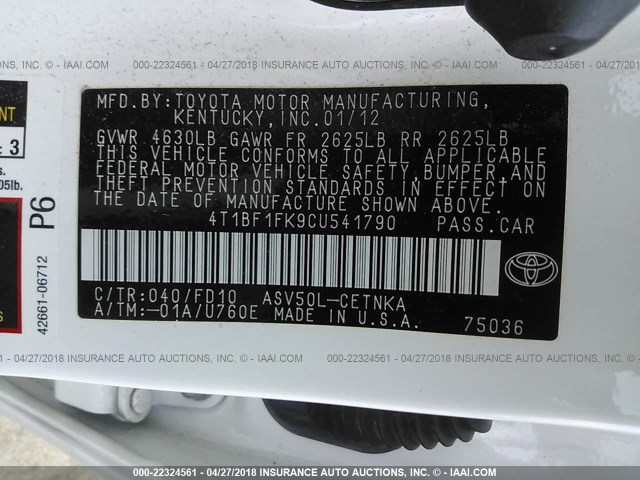 000-22324561 - 04/27/2018 INSURANCE AUTO AUCTIONS - © IAAI.COM
MFD.BY:TOYOTA MOTOR MANUFACTURING,
KENTUCKY,INC.01/12
GVWR 4630LB GAWR FR 2625LB RR 2625LB
THIS VEHICLE CONFORMS TO ALL APPLICABLE
FEDERAL MOTOR VEHICLE SAFETY,BUMPER,AND
THEFT PREVENTION STANDARDS IN EFFECT ON
THE DATE OF MANUFACTURE SHOWN ABOVE.
4T1BF1FK9CU541790 PASS.CAR
C/TR:040/FD10 ASV50L-CETNKA
A/TM:-01A/U760E MADE IN U.S.A. 75036
TOYOTA
: 3
P6
42661-06712
000-22324561 - 04/27/2018 INSURANCE AUTO AUCTIONS - © IAAI.COM
000-22324561 - 04/27/2018 INSURANCE AUTO AUCTIONS - © IAAI.COM